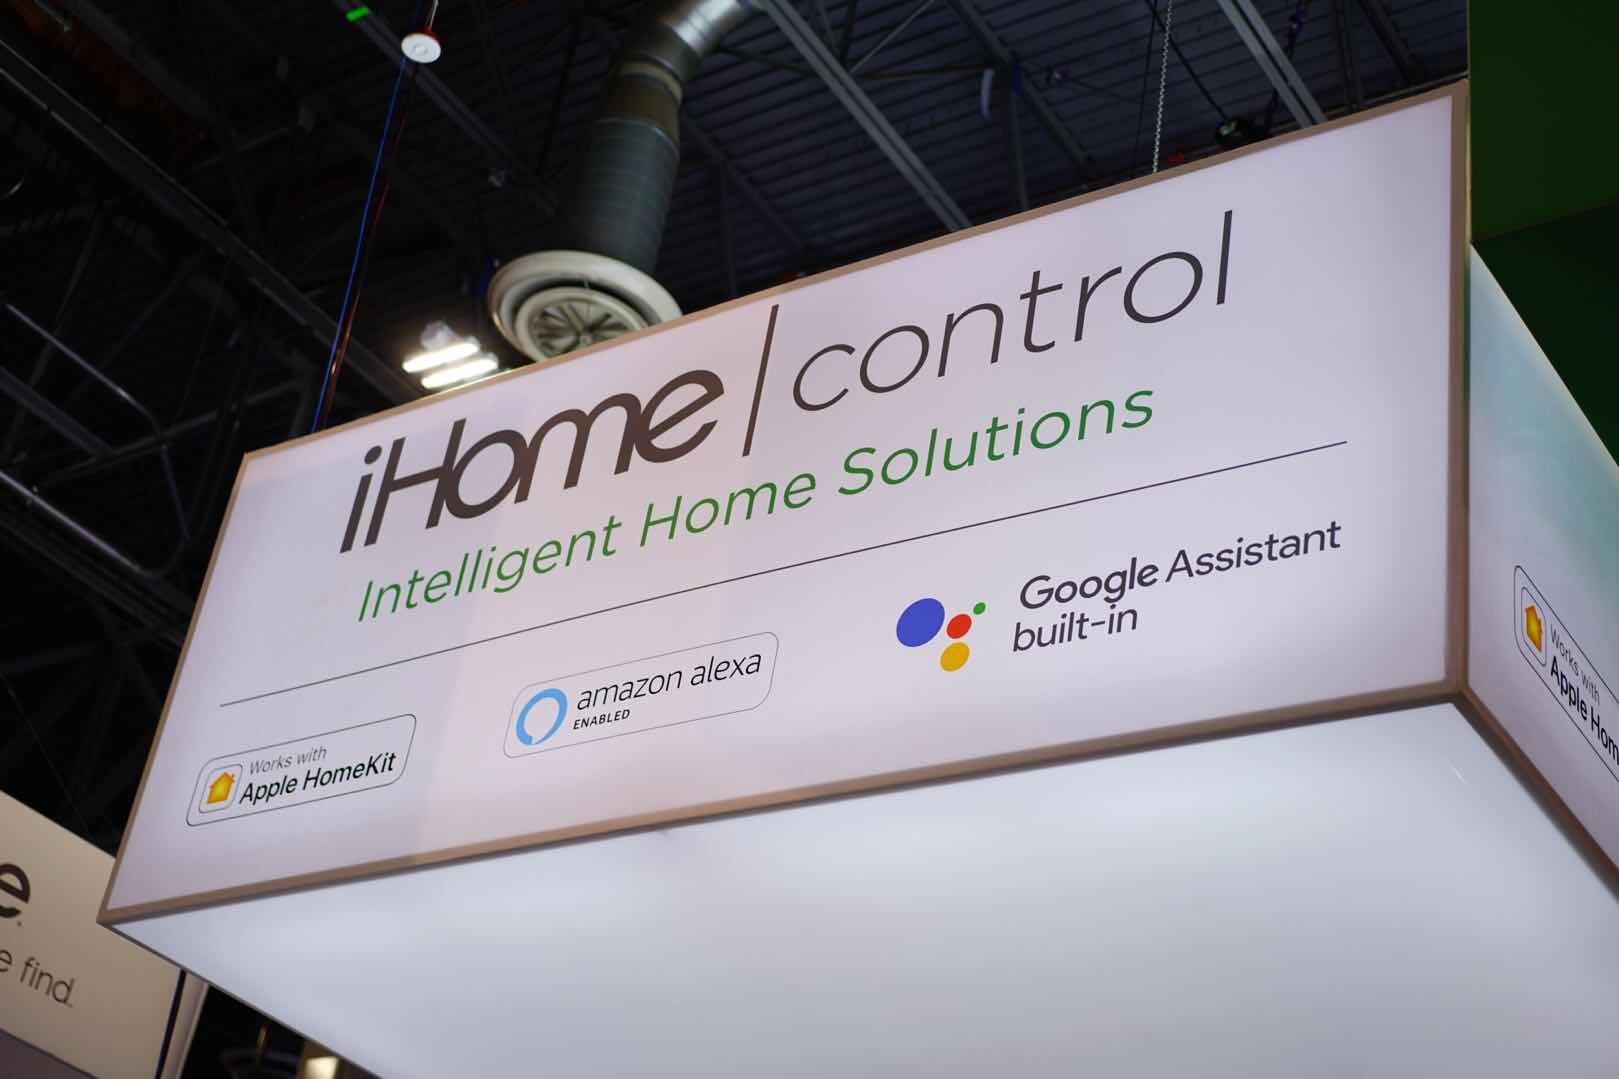 iHome | control
Intelligent Home Solutions
Works with
Apple HomeKit
amazon alexa
ENABLED
Google Assistant
built-in
Works with
Apple Hom
e
e find.